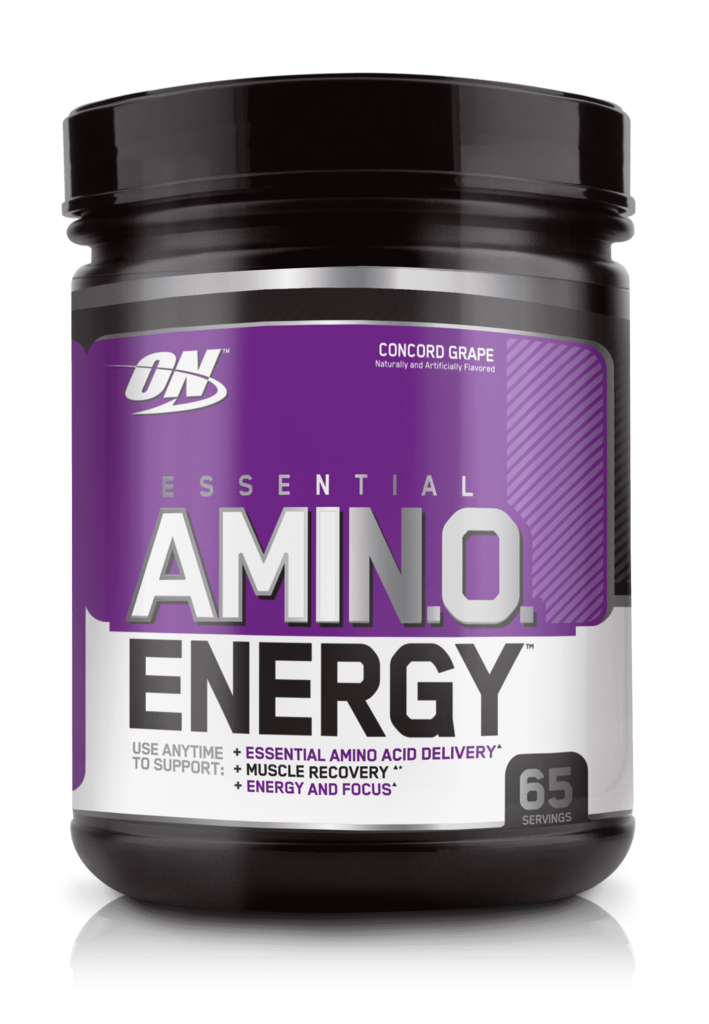 ON™
CONCORD GRAPE
Naturally and Artificially Flavored
ESSENTIAL
AMIN.O.
ENERGY™
USE ANYTIME
TO SUPPORT:
+ ESSENTIAL AMINO ACID DELIVERY▲
+ MUSCLE RECOVERY ▲*
+ ENERGY AND FOCUS▲
65
SERVINGS